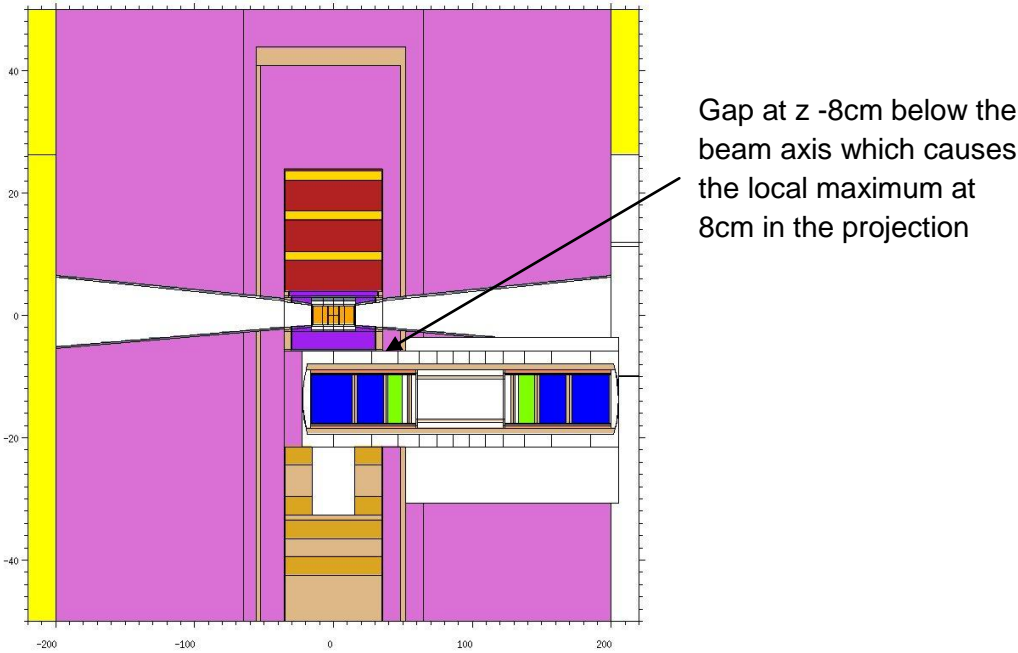 Gap at z -8cm below the
beam axis which causes
the local maximum at
8cm in the projection
40
20
0
-20
-40
-200
-100
0
100
200